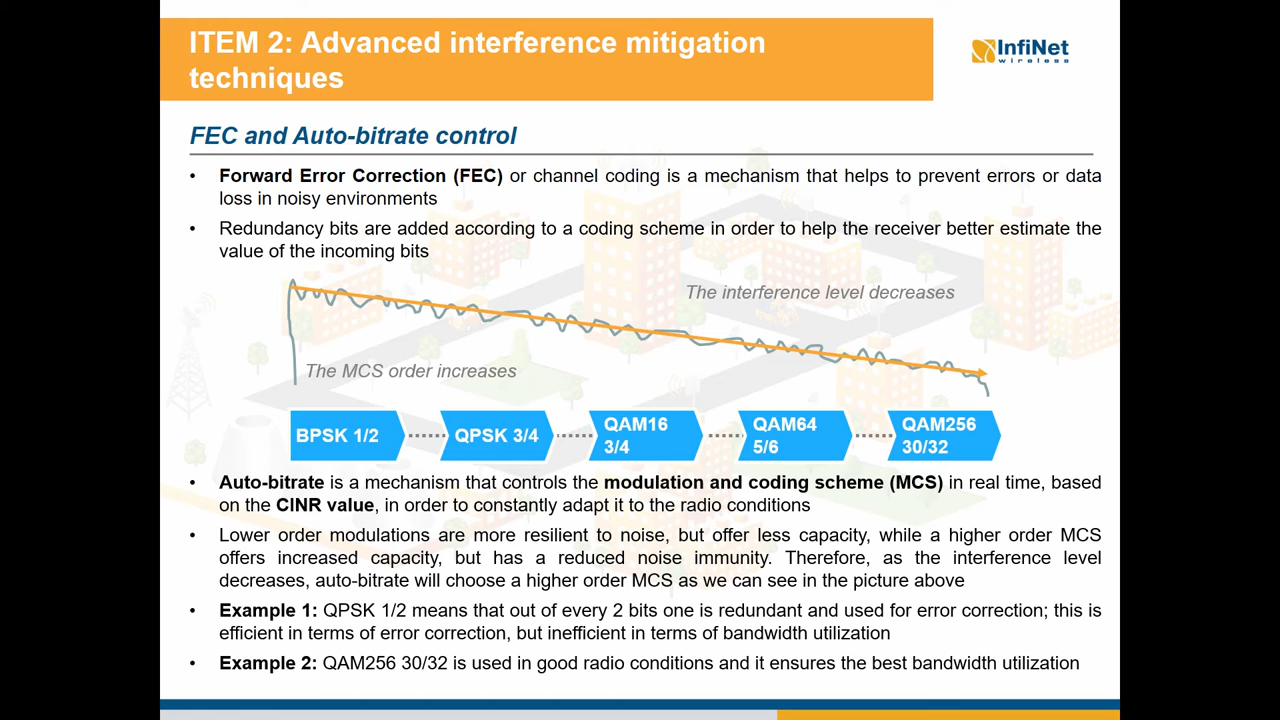 ITEM 2: Advanced interference mitigation
techniques
InfiNet
wireless
FEC and Auto-bitrate control
• Forward Error Correction (FEC) or channel coding is a mechanism that helps to prevent errors or data
loss in noisy environments
• Redundancy bits are added according to a coding scheme in order to help the receiver better estimate the
value of the incoming bits
The interference level decreases
The MCS order increases
BPSK 1/2
QPSK 3/4
QAM16
3/4
QAM64
5/6
QAM256
30/32
• Auto-bitrate is a mechanism that controls the modulation and coding scheme (MCS) in real time, based
on the CINR value, in order to constantly adapt it to the radio conditions
• Lower order modulations are more resilient to noise, but offer less capacity, while a higher order MCS
offers increased capacity, but has a reduced noise immunity. Therefore, as the interference level
decreases, auto-bitrate will choose a higher order MCS as we can see in the picture above
• Example 1: QPSK 1/2 means that out of every 2 bits one is redundant and used for error correction; this is
efficient in terms of error correction, but inefficient in terms of bandwidth utilization
• Example 2: QAM256 30/32 is used in good radio conditions and it ensures the best bandwidth utilization